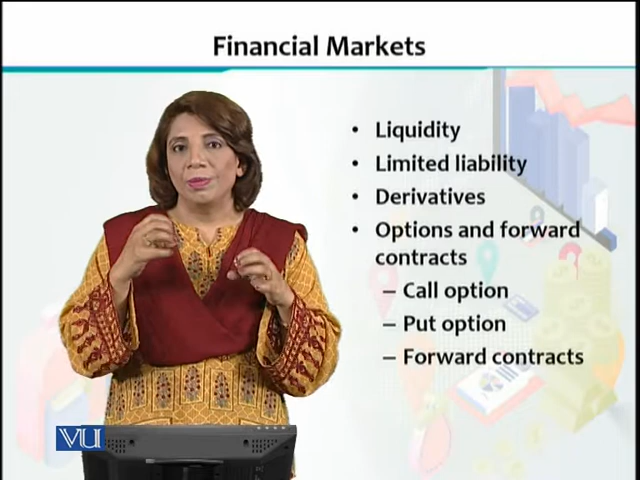 Financial Markets
• Liquidity
• Limited liability
• Derivatives
• Options and forward
contracts
– Call option
– Put option
– Forward contracts
VU